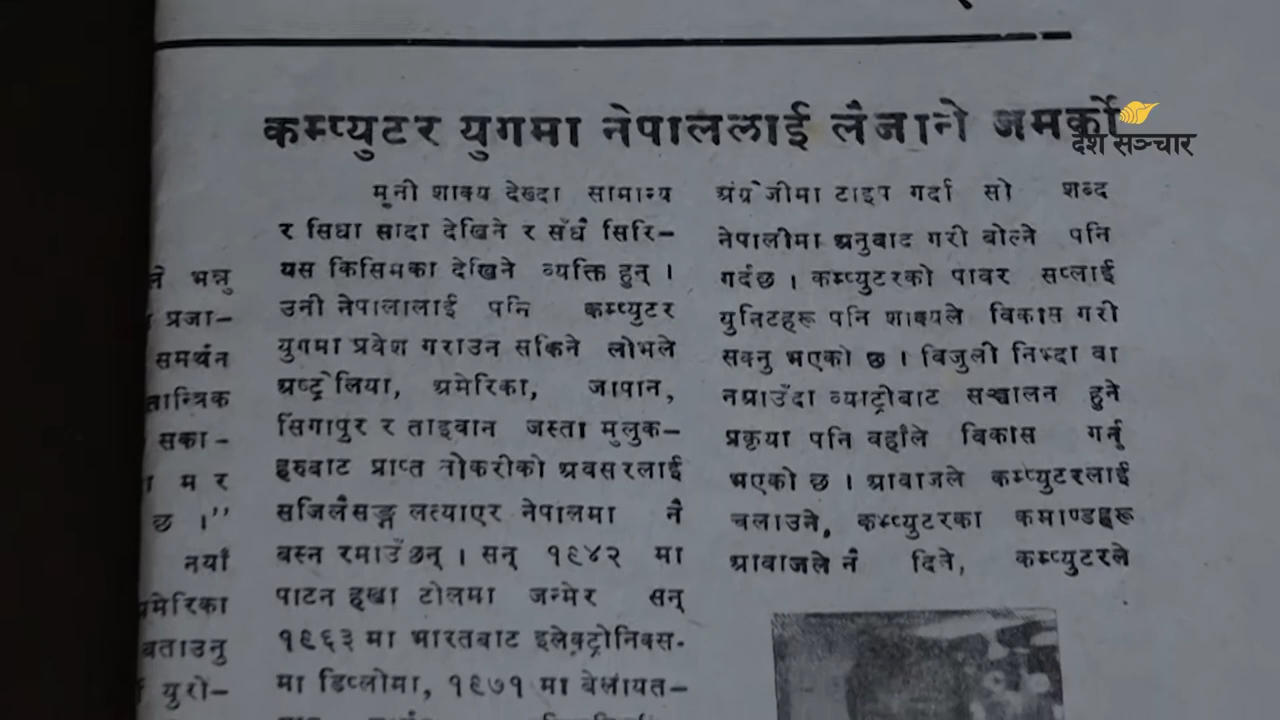 कम्प्युटर युगमा नेपाललाई लैजाने जमर्को
देश सञ्चार
ले भन्नु
प्रजा-
समर्थन
तान्त्रिक
सका -
म र
छ ।”
नयाँ
अमेरिका
बताउनु
युरो-
मूनी शाक्य देख्दा सामान्य
र सिधा सादा देखिने र सँधै सिरि-
यस किसिमका देखिने व्यक्ति हुन् ।
उनी नेपालालाई पनि कम्प्युटर
युगमा प्रवेश गराउन सकिने लोभले
अष्ट्रेलिया, अमेरिका, जापान,
सिंगापुर र ताइवान जस्ता मुलुक-
हरुबाट प्राप्त नोकरीको अवसरलाई
सजिलैसङ्ग लत्याएर नेपालमा नै
बस्न रमाउँछन् । सन् १९४२ मा
पाटन हखा टोलमा जन्मेर सन्
१९६३ मा भारतबाट इलेक्ट्रोनिक्स-
मा डिप्लोमा, १९७१ मा बेलायत-
अंग्रेजीमा टाइप गर्दा सो शब्द
नेपालीमा अनुबाद गरी बोल्ने पनि
गर्दछ । कम्प्युटरको पावर सप्लाई
युनिटहरू पनि शाक्यले विकास गरी
सक्नु भएको छ । बिजुली निभ्दा वा
नआउँदा ब्याट्रीबाट सञ्चालन हुने
प्रकृया पनि वहाँले विकास गर्नु
भएको छ । आवाजले कम्प्युटरलाई
चलाउने, कम्प्युटरका कमाण्डहरू
आवाजले नै दिने, कम्प्युटरले